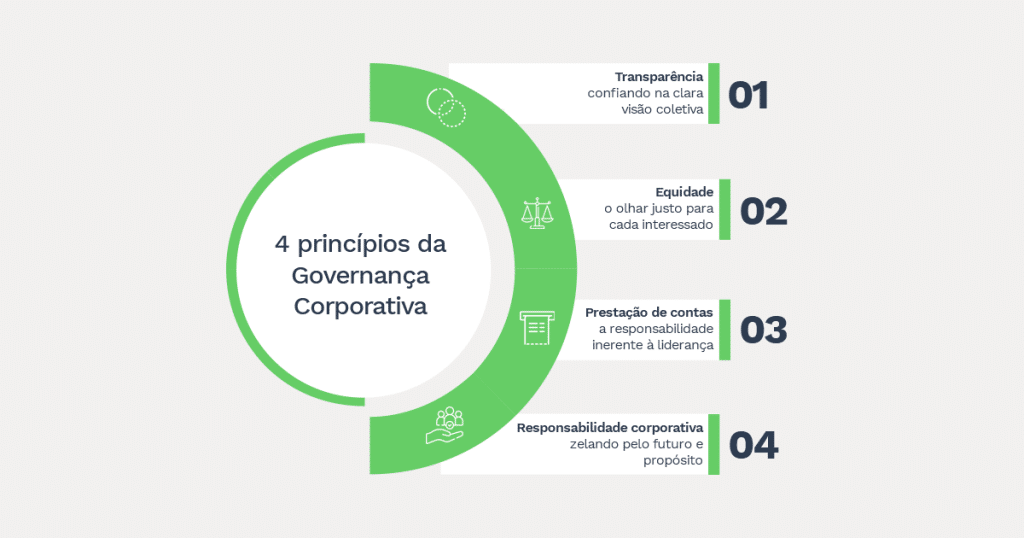 4 princípios da
Governança
Corporativa
Transparência
confiando na clara
visão coletiva
01
Equidade
o olhar justo para
cada interessado
02
Prestação de contas
a responsabilidade
inerente à liderança
03
Responsabilidade corporativa
zelando pelo futuro e
propósito
04